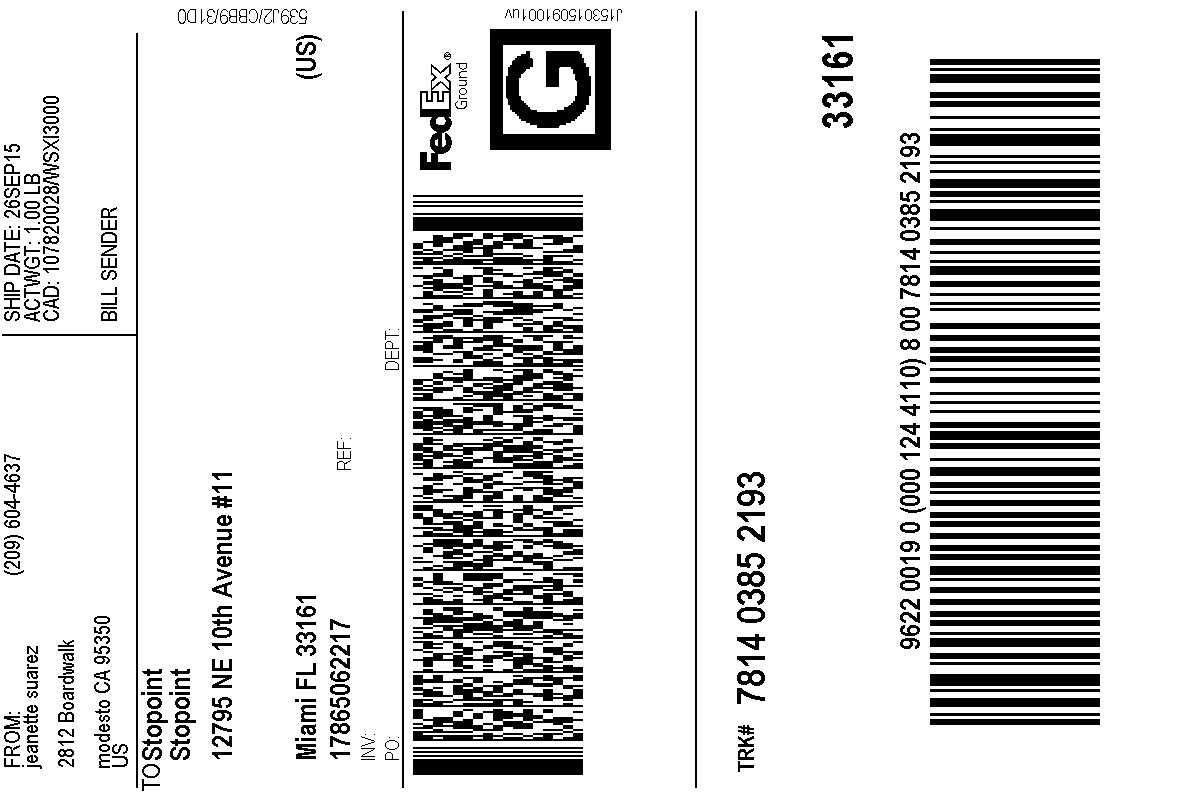 FROM: (209) 604-4637
jeanette suarez
2812 Boardwalk
modesto CA 95350
US
SHIP DATE: 26SEP15
ACTWGT: 1.00 LB
CAD: 107820028/WSXI3000
BILL SENDER
TO Stopoint
Stopoint
12795 NE 10th Avenue #11
Miami FL 33161 (US)
17865062217
REF:
INV:
PO: DEPT:
539J2/CBB9/31D0
FedEx®
Ground
G
J153015091001uv
TRK# 7814 0385 2193
33161
9622 0019 0 (000 124 4110) 8 00 7814 0385 2193